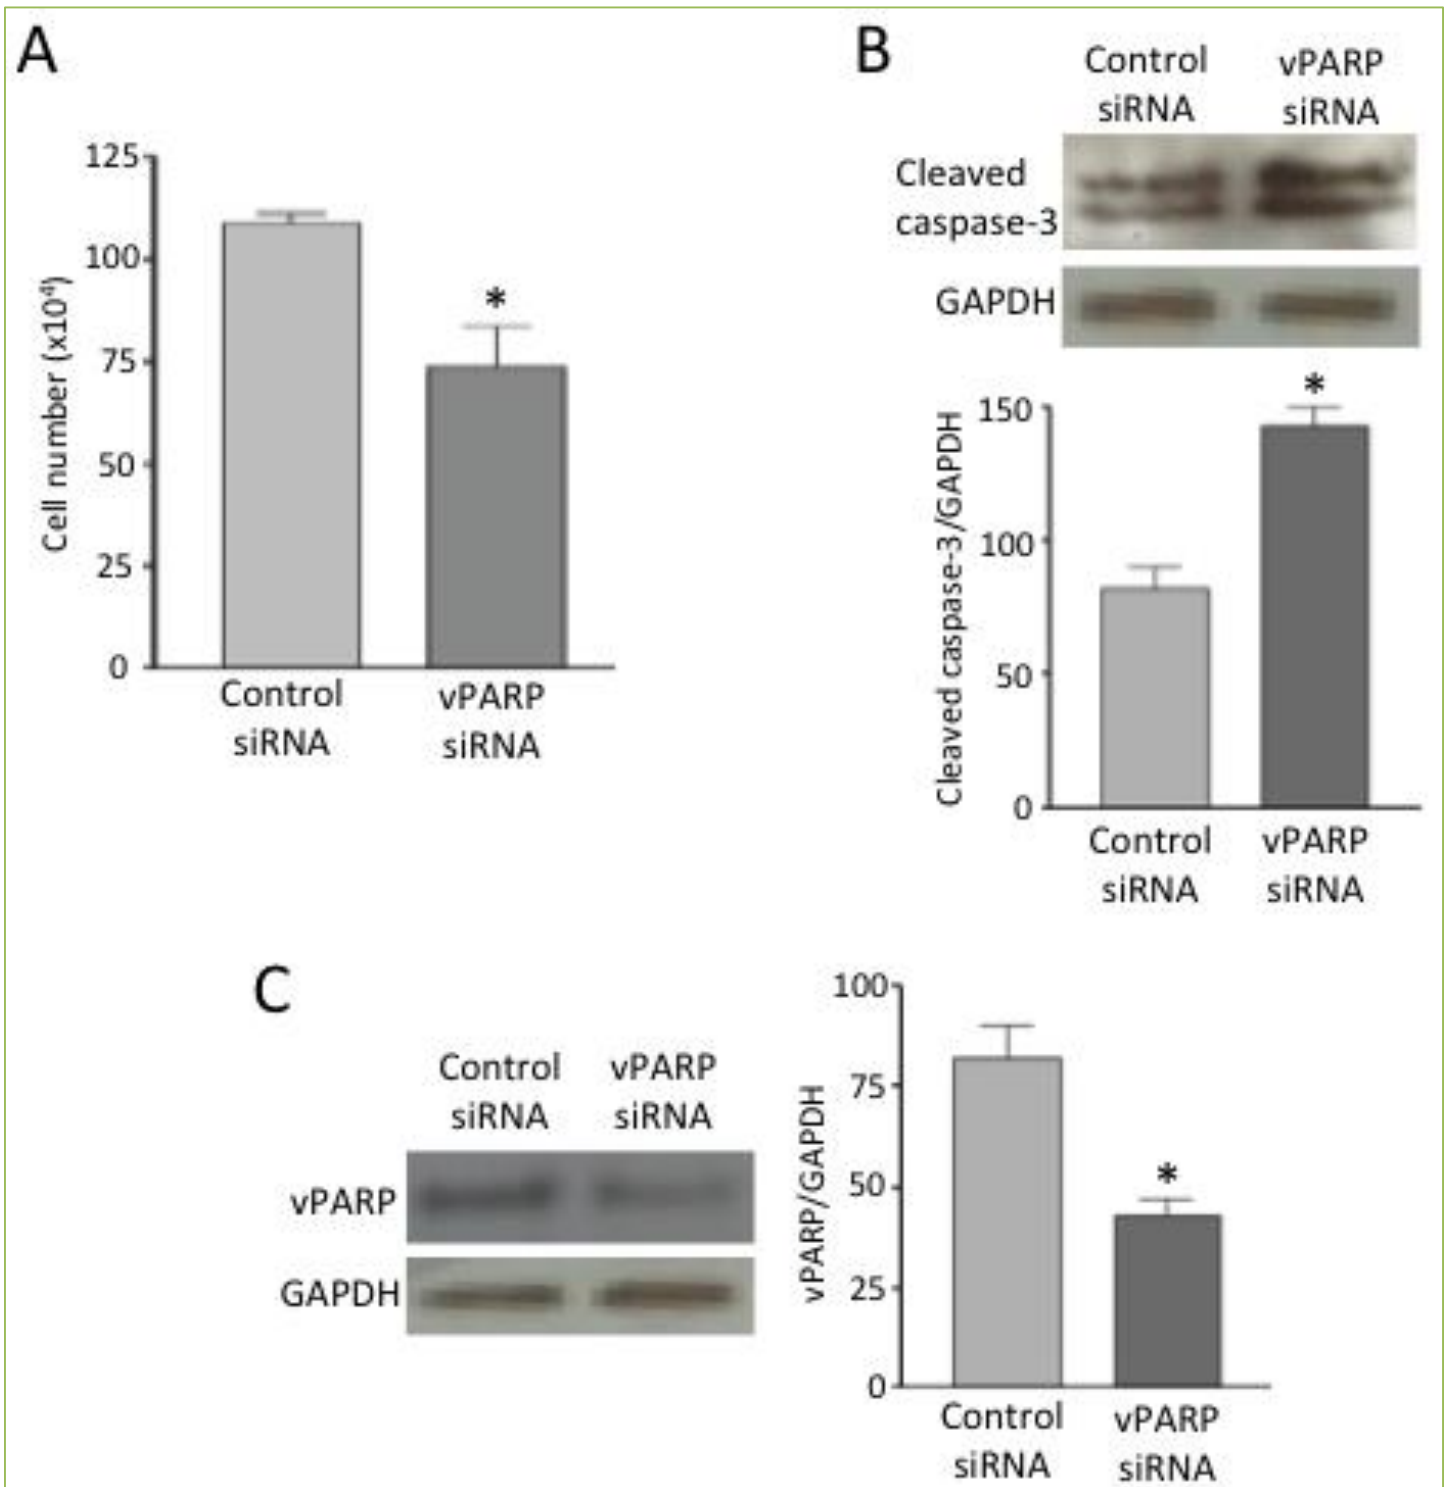 A
125
100
75
50
25
0
Cell number (x10⁴)
*
Control
siRNA
vPARP
siRNA
B
Control
siRNA
vPARP
siRNA
Cleaved
caspase-3
GAPDH
150
100
50
0
Cleaved caspase-3/GAPDH
*
Control
siRNA
vPARP
siRNA
C
Control
siRNA
vPARP
siRNA
vPARP
GAPDH
100
75
50
25
0
vPARP/GAPDH
*
Control
siRNA
vPARP
siRNA